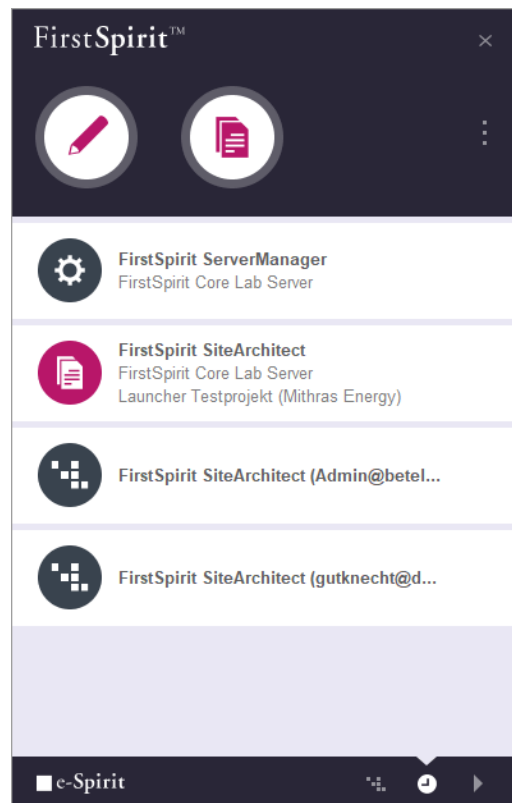 FirstSpirit™
FirstSpirit ServerManager
FirstSpirit Core Lab Server
FirstSpirit SiteArchitect
FirstSpirit Core Lab Server
Launcher Testprojekt (Mithras Energy)
FirstSpirit SiteArchitect (Admin@betel...
FirstSpirit SiteArchitect (gutknecht@d...
e-Spirit